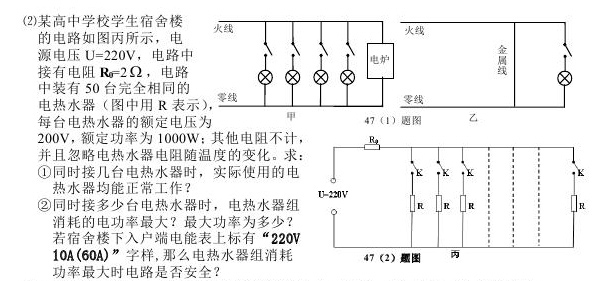 ⑵某高中学校学生宿舍楼
的电路如图丙所示，电
源电压 U=220V，电路中
接有电阻 R₀=2Ω，电路
中装有 50 台完全相同的
电热水器（图中用 R 表示），
每台电热水器的额定电压为
200V，额定功率为 1000W；其他电阻不计，
并且忽略电热水器电阻随温度的变化。求：
①同时接几台电热水器时，实际使用的电
热水器均能正常工作？
②同时接多少台电热水器时，电热水器组
消耗的电功率最大？最大功率为多少？
若宿舍楼下入户端电能表上标有“220V
10A(60A)”字样,那么电热水器组消耗
功率最大时电路是否安全？
火线
电炉
零线
甲
47（1）题图
火线
金属线
零线
乙
R₀
U=220V
K K K K
R R R R
47（2）题图
丙